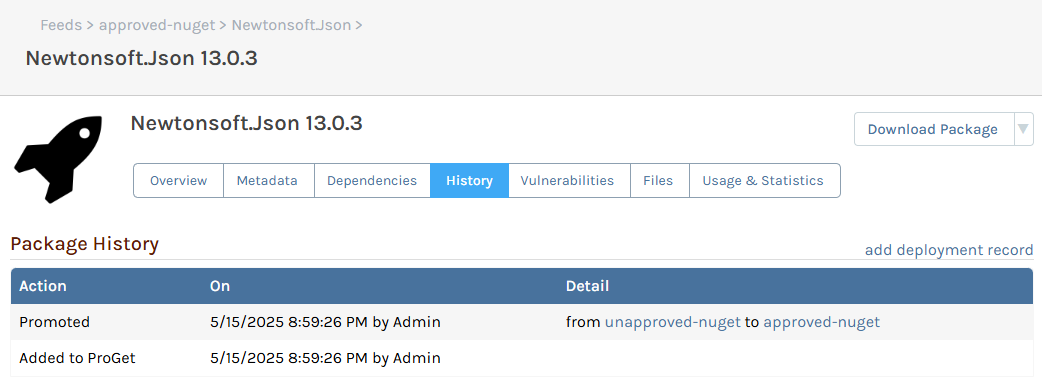 Feeds > approved-nuget > Newtonsoft.Json >
Newtonsoft.Json 13.0.3
Newtonsoft.Json 13.0.3
Download Package
Overview Metadata Dependencies History Vulnerabilities Files Usage & Statistics
Package History
add deployment record
Action On Detail
Promoted 5/15/2025 8:59:26 PM by Admin from unapproved-nuget to approved-nuget
Added to ProGet 5/15/2025 8:59:26 PM by Admin